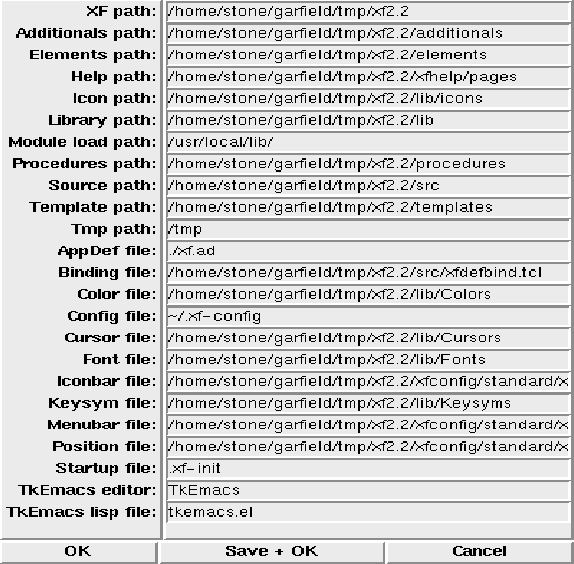 XF path: /home/stone/garfield/tmp/xf2.2
Additionals path: /home/stone/garfield/tmp/xf2.2/additionals
Elements path: /home/stone/garfield/tmp/xf2.2/elements
Help path: /home/stone/garfield/tmp/xf2.2/xfhelp/pages
Icon path: /home/stone/garfield/tmp/xf2.2/lib/icons
Library path: /home/stone/garfield/tmp/xf2.2/lib
Module load path: /usr/local/lib/
Procedures path: /home/stone/garfield/tmp/xf2.2/procedures
Source path: /home/stone/garfield/tmp/xf2.2/src
Template path: /home/stone/garfield/tmp/xf2.2/templates
Tmp path: /tmp
AppDef file: ./xf.ad
Binding file: /home/stone/garfield/tmp/xf2.2/src/xfdefbind.tcl
Color file: /home/stone/garfield/tmp/xf2.2/lib/Colors
Config file: ~/.xf-config
Cursor file: /home/stone/garfield/tmp/xf2.2/lib/Cursors
Font file: /home/stone/garfield/tmp/xf2.2/lib/Fonts
Iconbar file: /home/stone/garfield/tmp/xf2.2/xfconfig/standard/x
Keysym file: /home/stone/garfield/tmp/xf2.2/lib/Keysyms
Menubar file: /home/stone/garfield/tmp/xf2.2/xfconfig/standard/x
Position file: /home/stone/garfield/tmp/xf2.2/xfconfig/standard/x
Startup file: .xf-init
TkEmacs editor: TkEmacs
TkEmacs lisp file: tkemacs.el
OK Save + OK Cancel